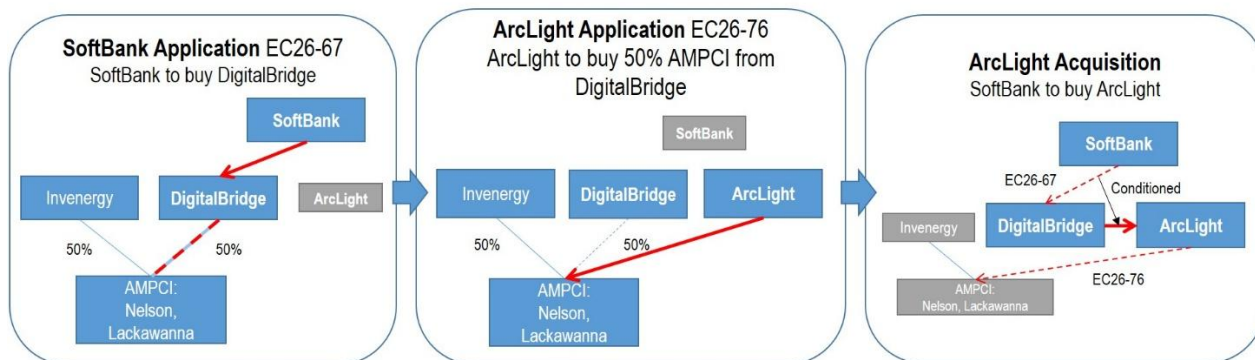 SoftBank Application EC26-67
SoftBank to buy DigitalBridge
SoftBank
Invenergy
DigitalBridge
ArcLight
50%
50%
AMPCI:
Nelson,
Lackawanna
ArcLight Application EC26-76
ArcLight to buy 50% AMPCI from
DigitalBridge
SoftBank
Invenergy
DigitalBridge
ArcLight
50%
50%
AMPCI:
Nelson,
Lackawanna
ArcLight Acquisition
SoftBank to buy ArcLight
SoftBank
EC26-67
Conditioned
Invenergy
DigitalBridge
ArcLight
AMPCI:
Nelson, Lackawanna
EC26-76